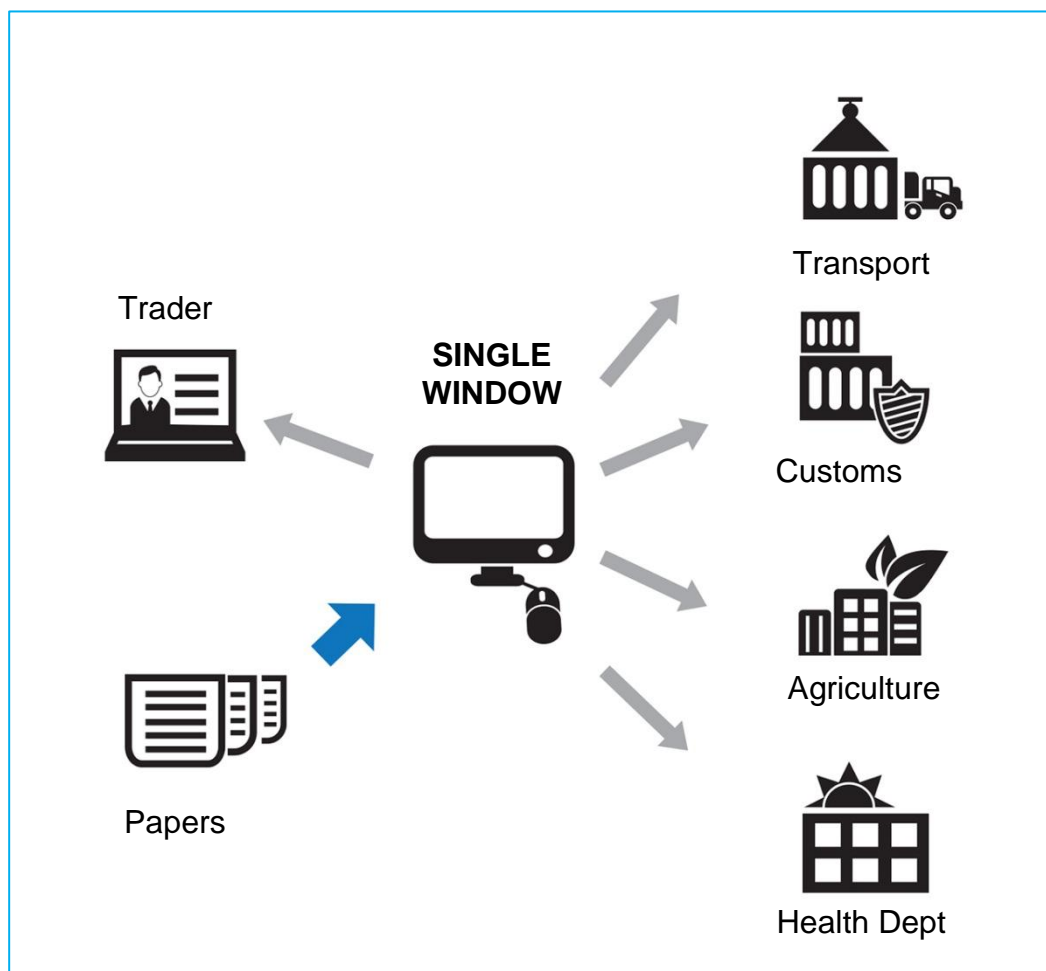 Trader
Papers
SINGLE
WINDOW
Transport
Customs
Agriculture
Health Dept